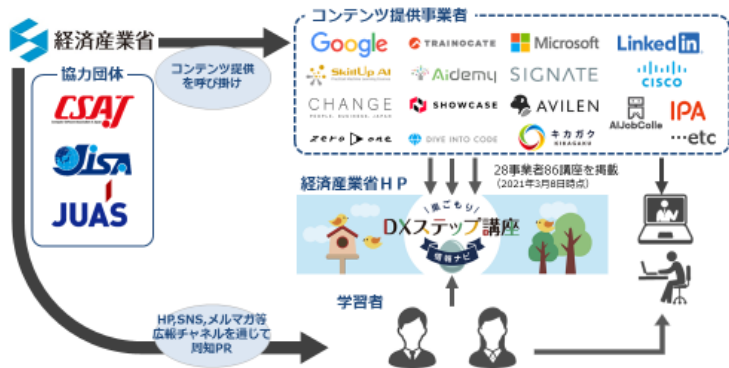 経済産業省
コンテンツ提供
を呼び掛け
協力団体
CSAJ
JISA
JUAS
コンテンツ提供事業者
Google
TRAINOCATE
Microsoft
Linked in
SkillUp AI
Aidemy
SIGNATE
CISCO
CHANGE
PEOPLE, BUSINESS, JAPAN
SHOWCASE
AVILEN
AIJobColle
IPA
zero one
DIVE INTO CODE
キカガク
KIKAGAKU
…etc
28事業者86講座を掲載
(2021年3月8日時点)
経済産業省HP
巣ごもり
DXステップ講座
情報ナビ
学習者
HP,SNS,メルマガ等
広報チャネルを通じて
周知PR